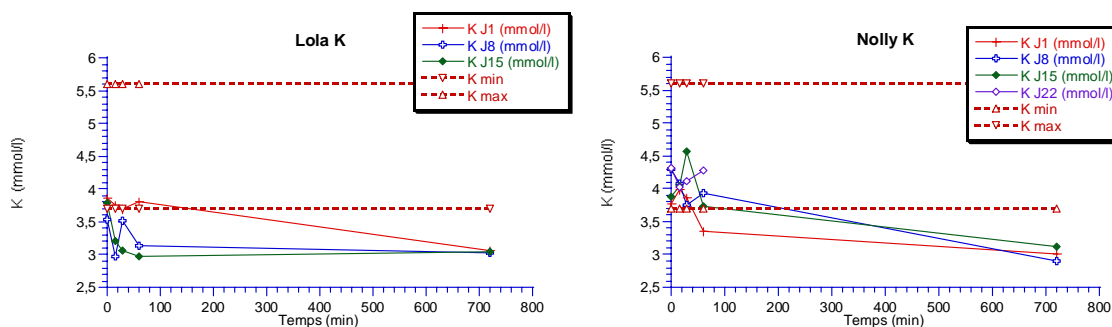 Lola K
K J1 (mmol/l)
K J8 (mmol/l)
K J15 (mmol/l)
K min
K max
K (mmol/l)
6
5,5
5
4,5
4
3,5
3
2,5
0 100 200 300 400 500 600 700 800
Temps (min)
Nolly K
K J1 (mmol/l)
K J8 (mmol/l)
K J15 (mmol/l)
K J22 (mmol/l)
K min
K max
K (mmol/l)
6
5,5
5
4,5
4
3,5
3
2,5
0 100 200 300 400 500 600 700 800
Temps (min)